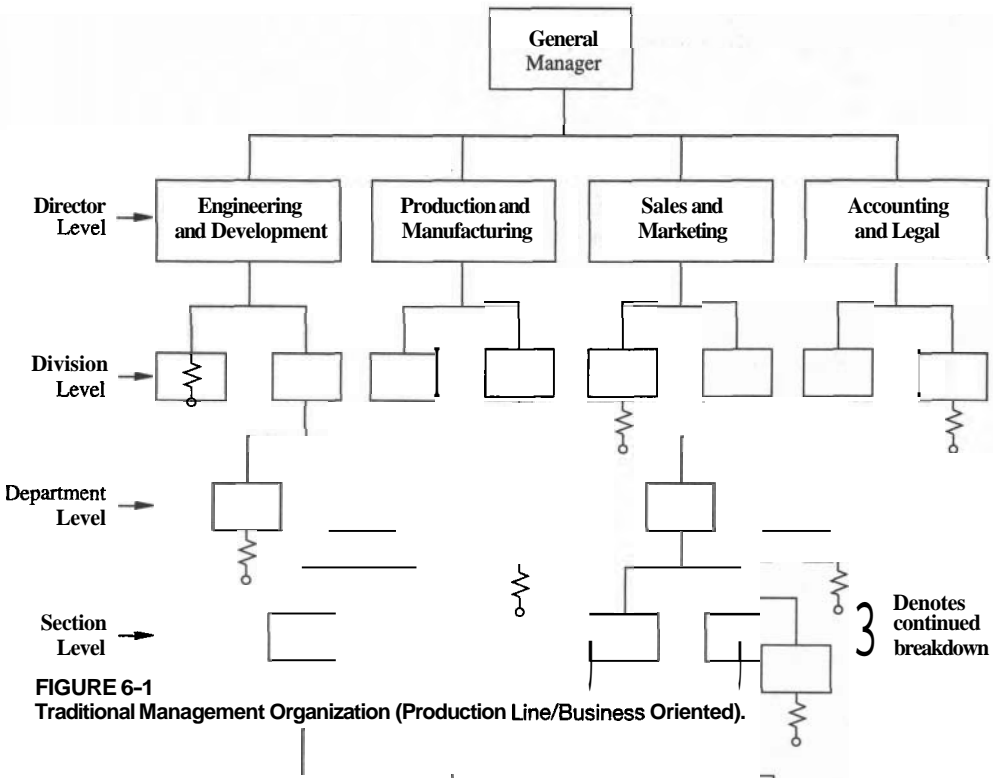 General
Manager
Director
Level
Engineering
and Development
Production and
Manufacturing
Sales and
Marketing
Accounting
and Legal
Division
Level
Department
Level
Section
Level
3
Denotes
continued
breakdown
FIGURE 6-1
Traditional Management Organization (Production Line/Business Oriented).